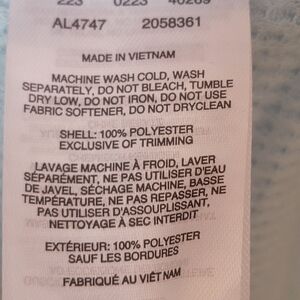 223 0223 40269
AL4747 2058361
MADE IN VIETNAM
MACHINE WASH COLD, WASH
SEPARATELY, DO NOT BLEACH, TUMBLE
DRY LOW, DO NOT IRON, DO NOT USE
FABRIC SOFTENER, DO NOT DRYCLEAN
SHELL: 100% POLYESTER
EXCLUSIVE OF TRIMMING
LAVAGE MACHINE À FROID, LAVER
SÉPARÉMENT, NE PAS UTILISER D'EAU
DE JAVEL, SÉCHAGE MACHINE, BASSE
TEMPÉRATURE, NE PAS REPASSER, NE
PAS UTILISER D'ASSOUPLISSANT,
NETTOYAGE À SEC INTERDIT
EXTÉRIEUR: 100% POLYESTER
SAUF LES BORDURES
FABRIQUÉ AU VIÊT NAM